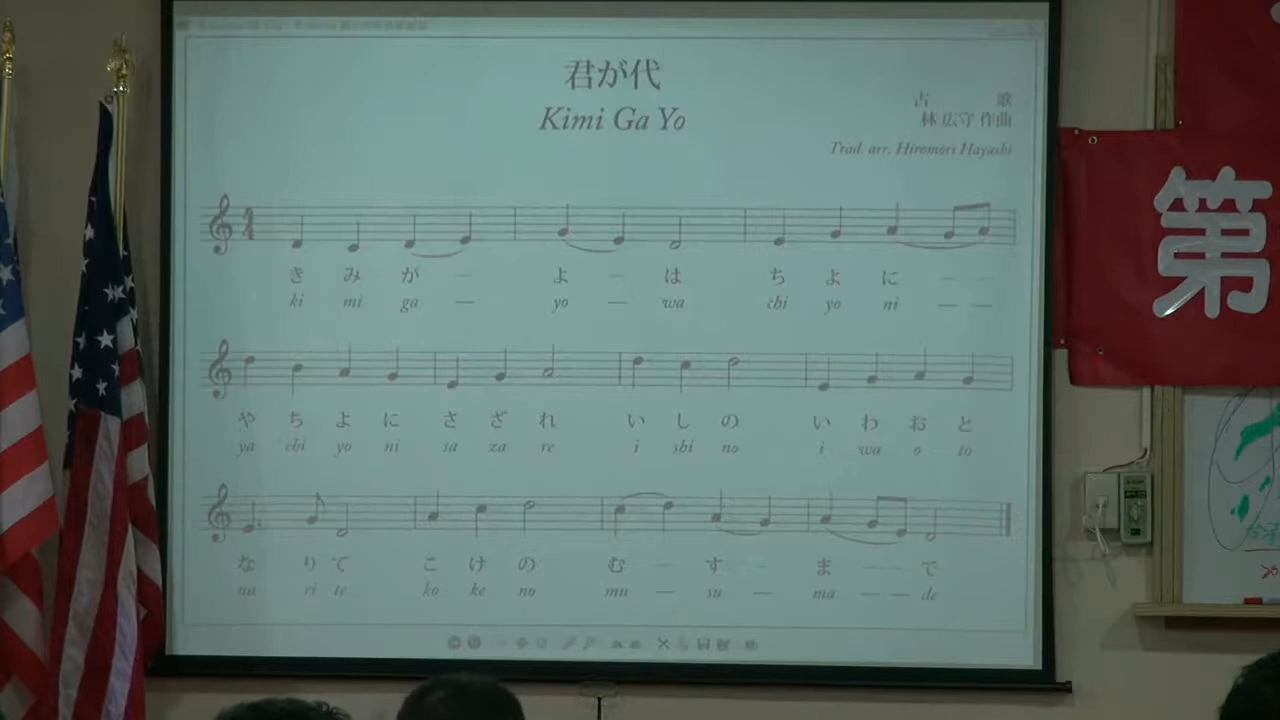 君が代
Kimi Ga Yo
古 歌
林 広守 作曲
Trad. arr. Hiromori Hayashi
き み が — よ — は ち よ に — —
ki mi ga — yo — wa chi yo ni — —
や ち よ に さ ざ れ い し の い わ お と
ya chi yo ni sa za re i shi no i wa o to
な り て こ け の む — す — ま — — で
na ri te ko ke no mu — su — ma — — de
第